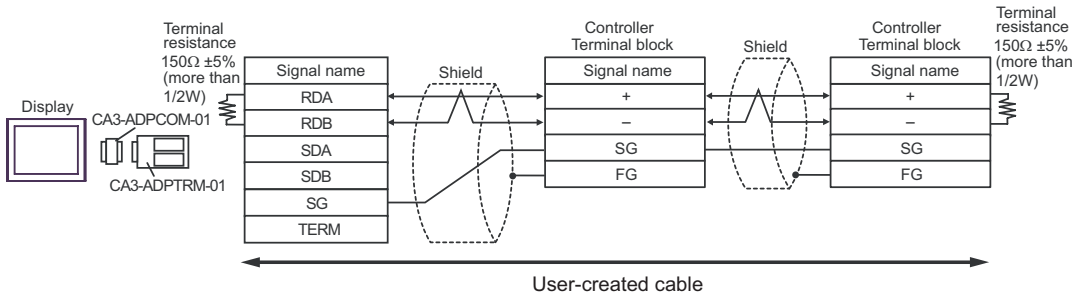 Display
CA3-ADPCOM-01
CA3-ADPTRM-01
Terminal
resistance
150Ω ±5%
(more than
1/2W)
Signal name
RDA
RDB
SDA
SDB
SG
TERM
Shield
Controller
Terminal block
Signal name
+
–
SG
FG
Shield
Controller
Terminal block
Signal name
+
–
SG
FG
Terminal
resistance
150Ω ±5%
(more than
1/2W)
User-created cable